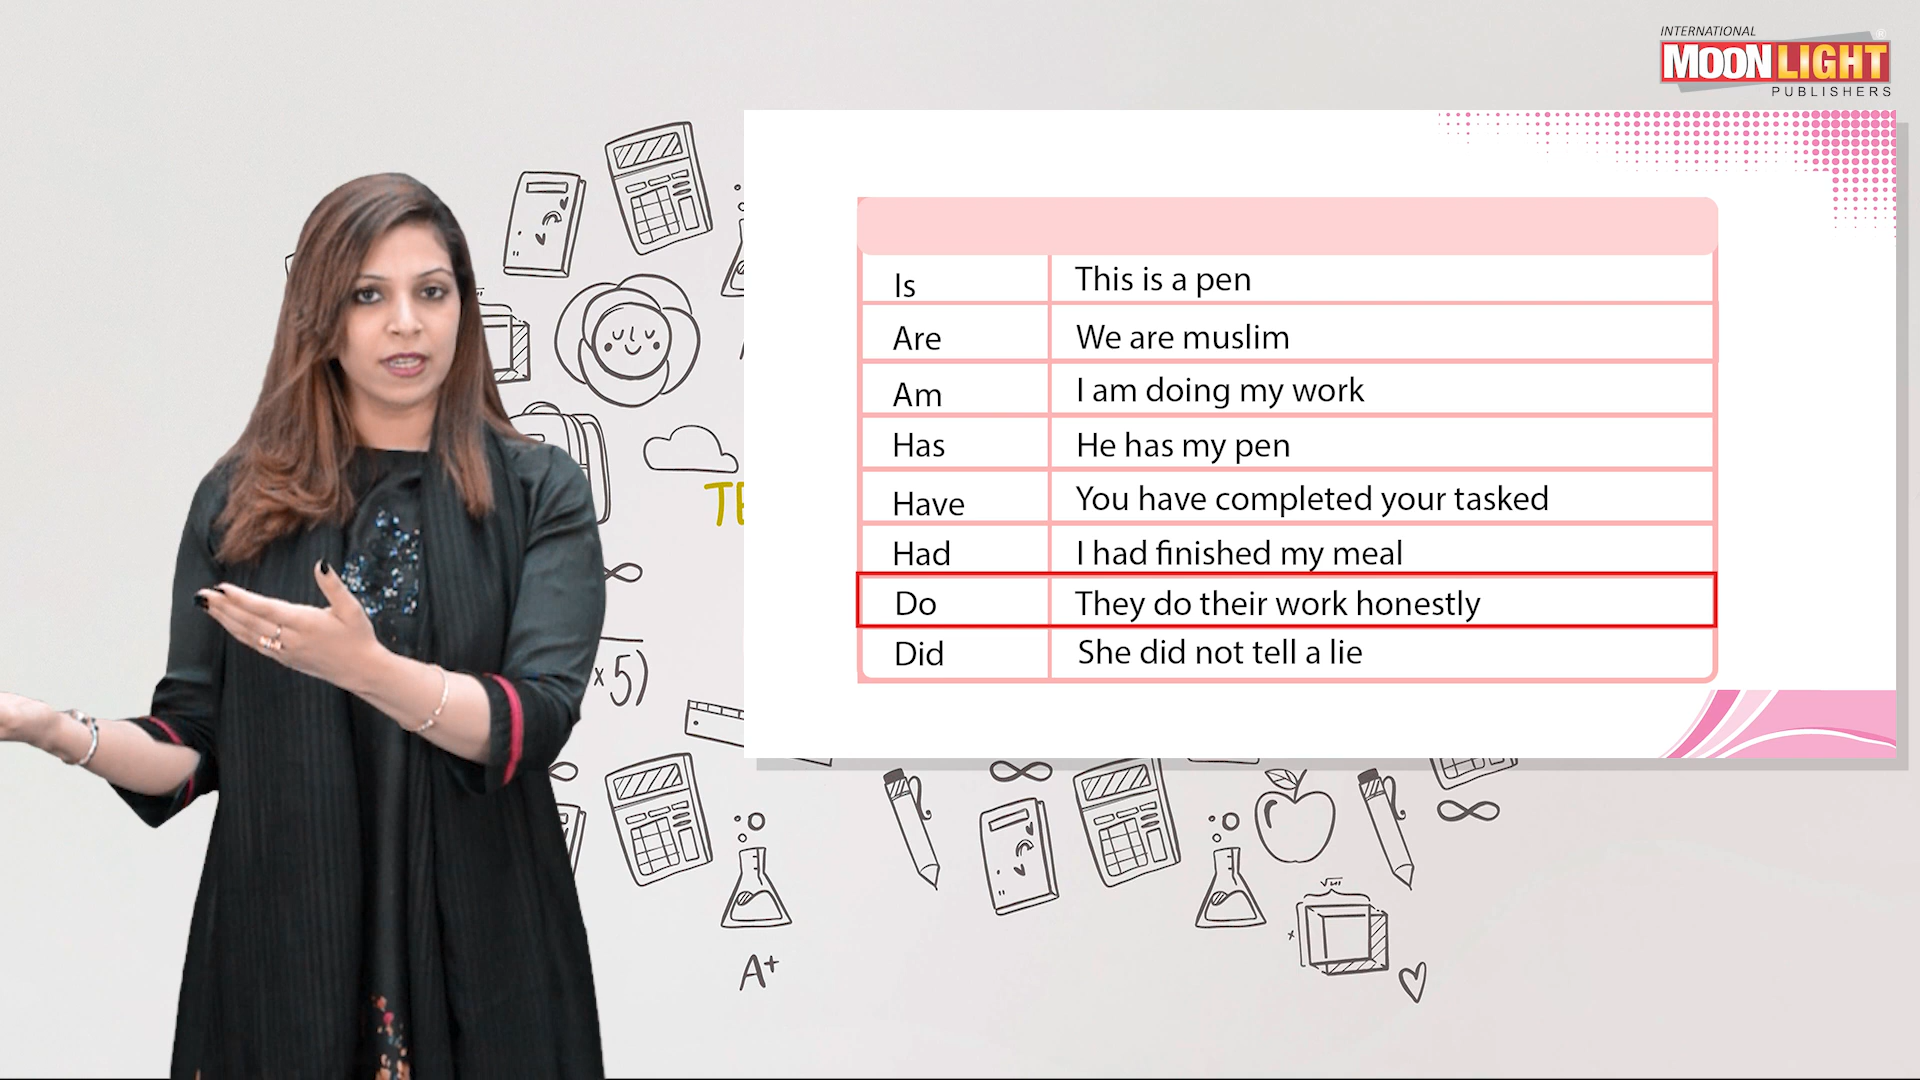 INTERNATIONAL
MOONLIGHT ®
PUBLISHERS
Is This is a pen
Are We are muslim
Am I am doing my work
Has He has my pen
Have You have completed your tasked
Had I had finished my meal
Do They do their work honestly
Did She did not tell a lie
x 5)
A+